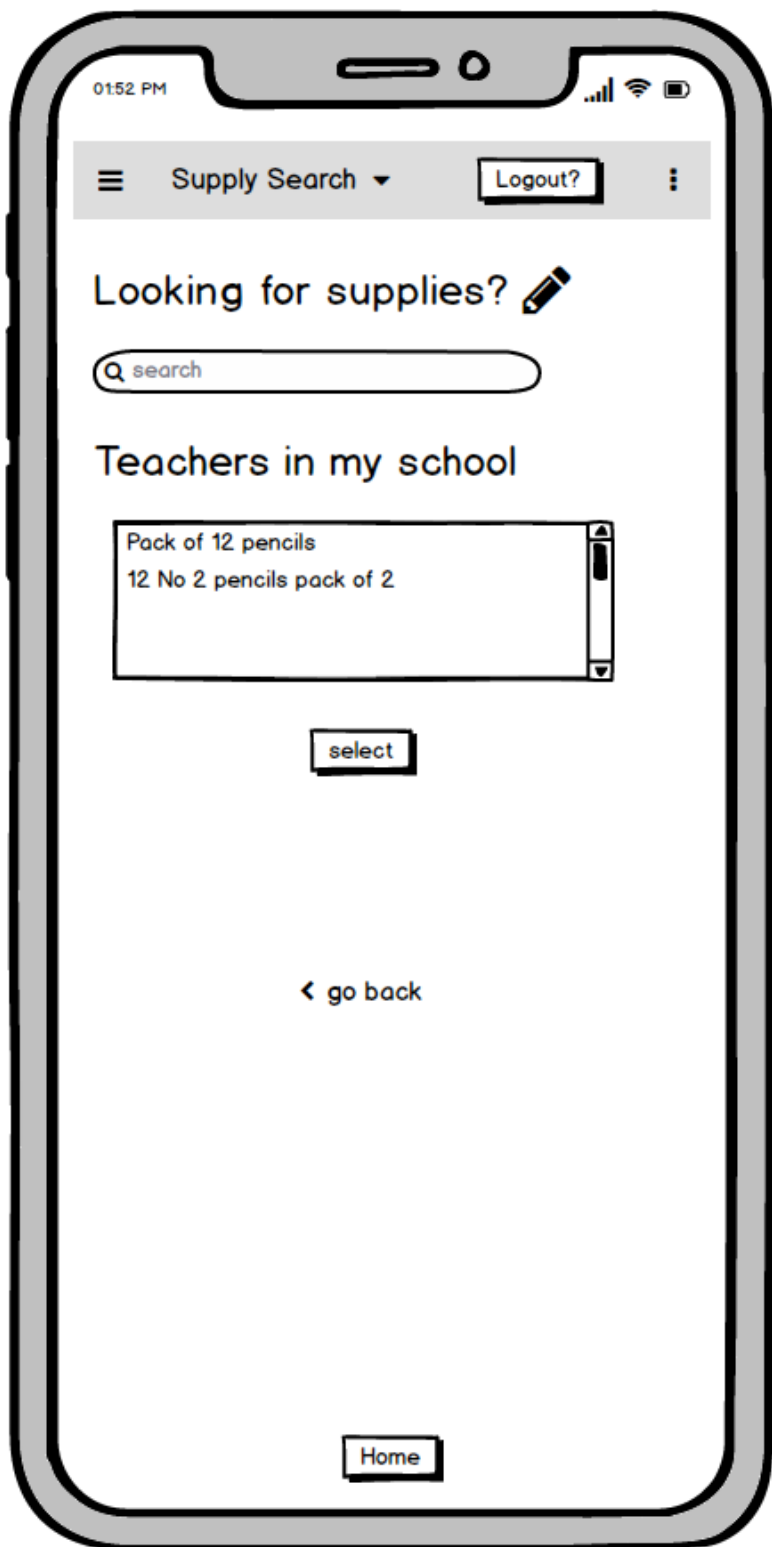 01:52 PM
Supply Search Logout?
Looking for supplies?
search
Teachers in my school
Pack of 12 pencils
12 No 2 pencils pack of 2
select
go back
Home